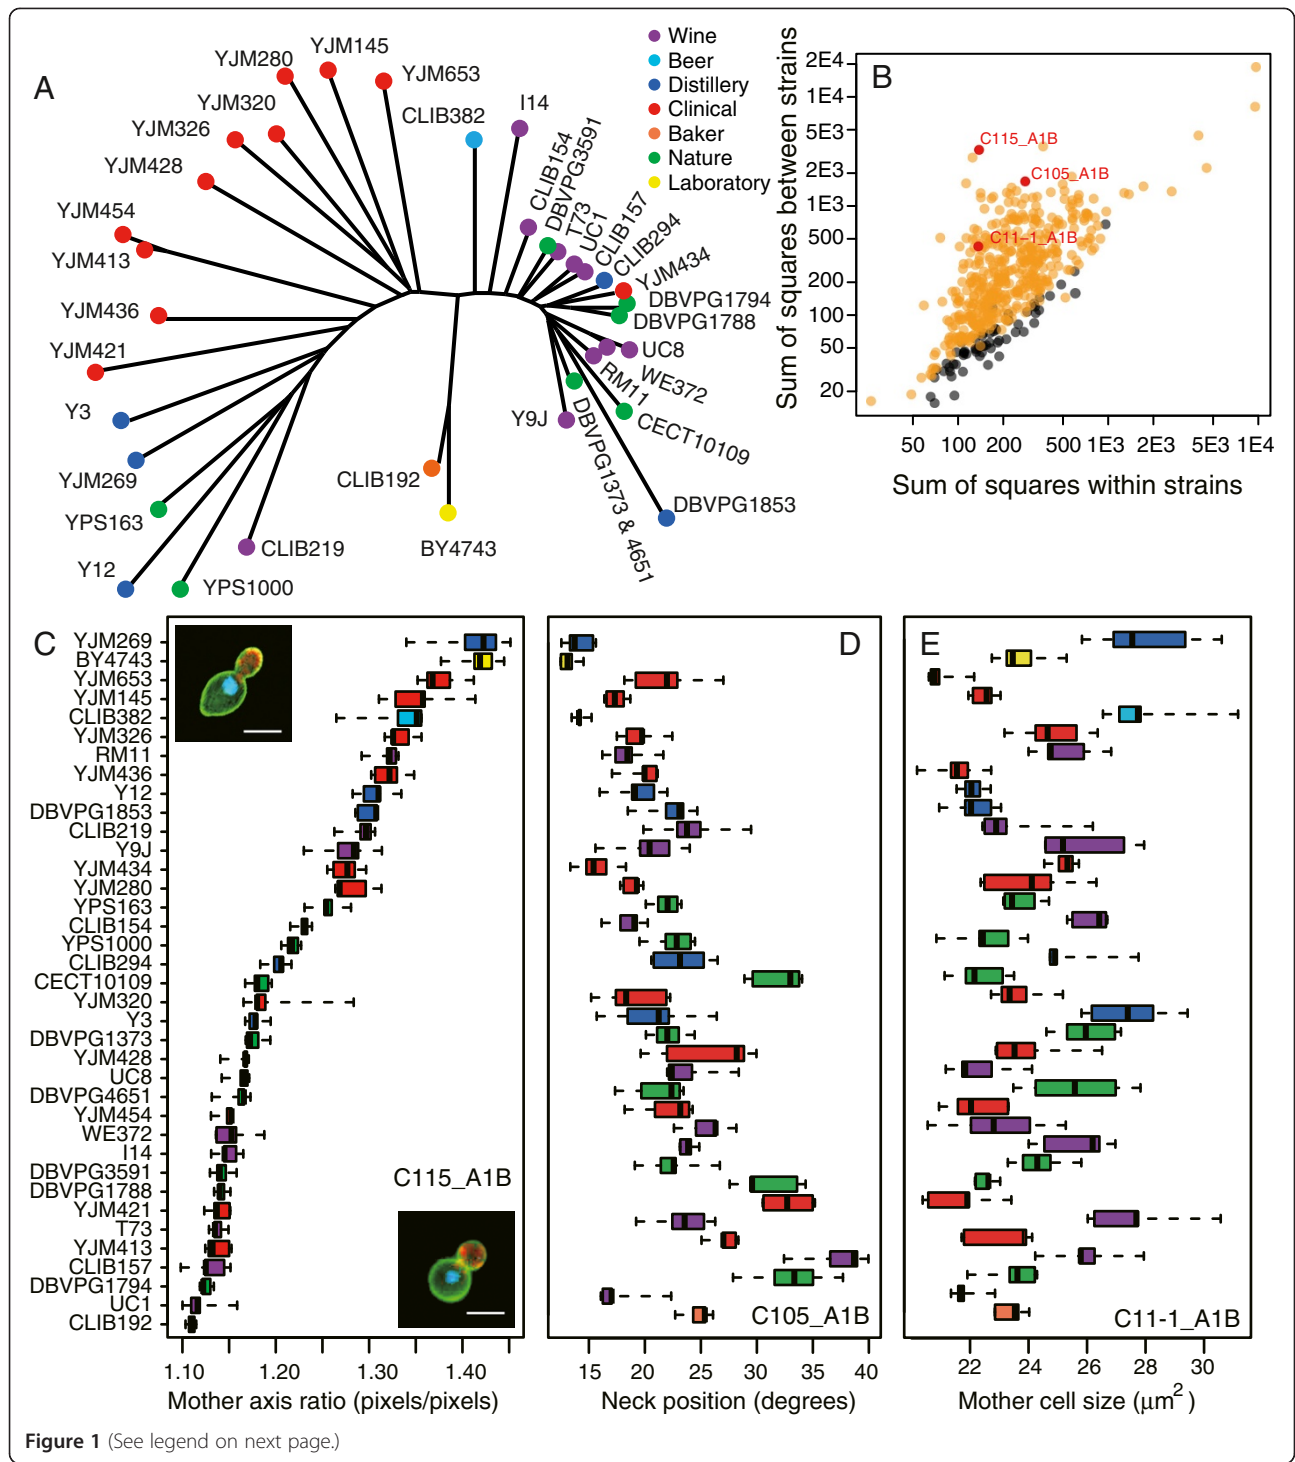 A
YJM280
YJM145
YJM653
YJM320
YJM326
YJM428
YJM454
YJM413
YJM436
YJM421
Y3
YJM269
YPS163
Y12
YPS1000
CLIB219
CLIB192
BY4743
CLIB382
I14
CLIB154
DBVPG3591
T73
UC1
CLIB157
CLIB294
YJM434
DBVPG1794
DBVPG1788
UC8
WE372
RM11
CECT10109
DBVPG1853
DBVPG1373 & 4651
Y9J
Wine
Beer
Distillery
Clinical
Baker
Nature
Laboratory
B
Sum of squares between strains
2E4
1E4
5E3
2E3
1E3
500
200
100
50
20
C115_A1B
C105_A1B
C11-1_A1B
50 100 200 500 1E3 2E3 5E3 1E4
Sum of squares within strains
C
YJM269
BY4743
YJM653
YJM145
CLIB382
YJM326
RM11
YJM436
Y12
DBVPG1853
CLIB219
Y9J
YJM434
YJM280
YPS163
CLIB154
YPS1000
CLIB294
CECT10109
YJM320
Y3
DBVPG1373
YJM428
UC8
DBVPG4651
YJM454
WE372
I14
DBVPG3591
DBVPG1788
YJM421
T73
YJM413
CLIB157
DBVPG1794
UC1
CLIB192
C115_A1B
1.10 1.20 1.30 1.40
Mother axis ratio (pixels/pixels)
D
C105_A1B
15 20 25 30 35 40
Neck position (degrees)
E
C11-1_A1B
22 24 26 28 30
Mother cell size (μm²)
Figure 1 (See legend on next page.)